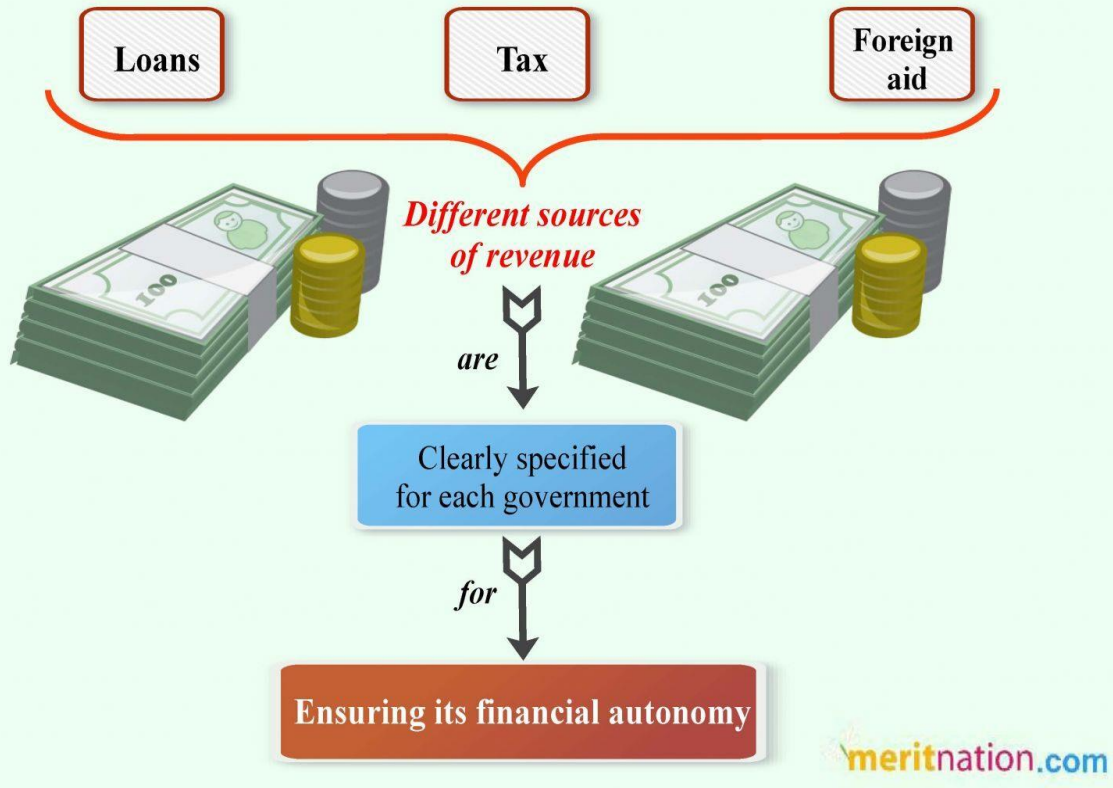 Loans
Tax
Foreign
aid
Different sources
of revenue
100
100
are
Clearly specified
for each government
for
Ensuring its financial autonomy
meritnation.com